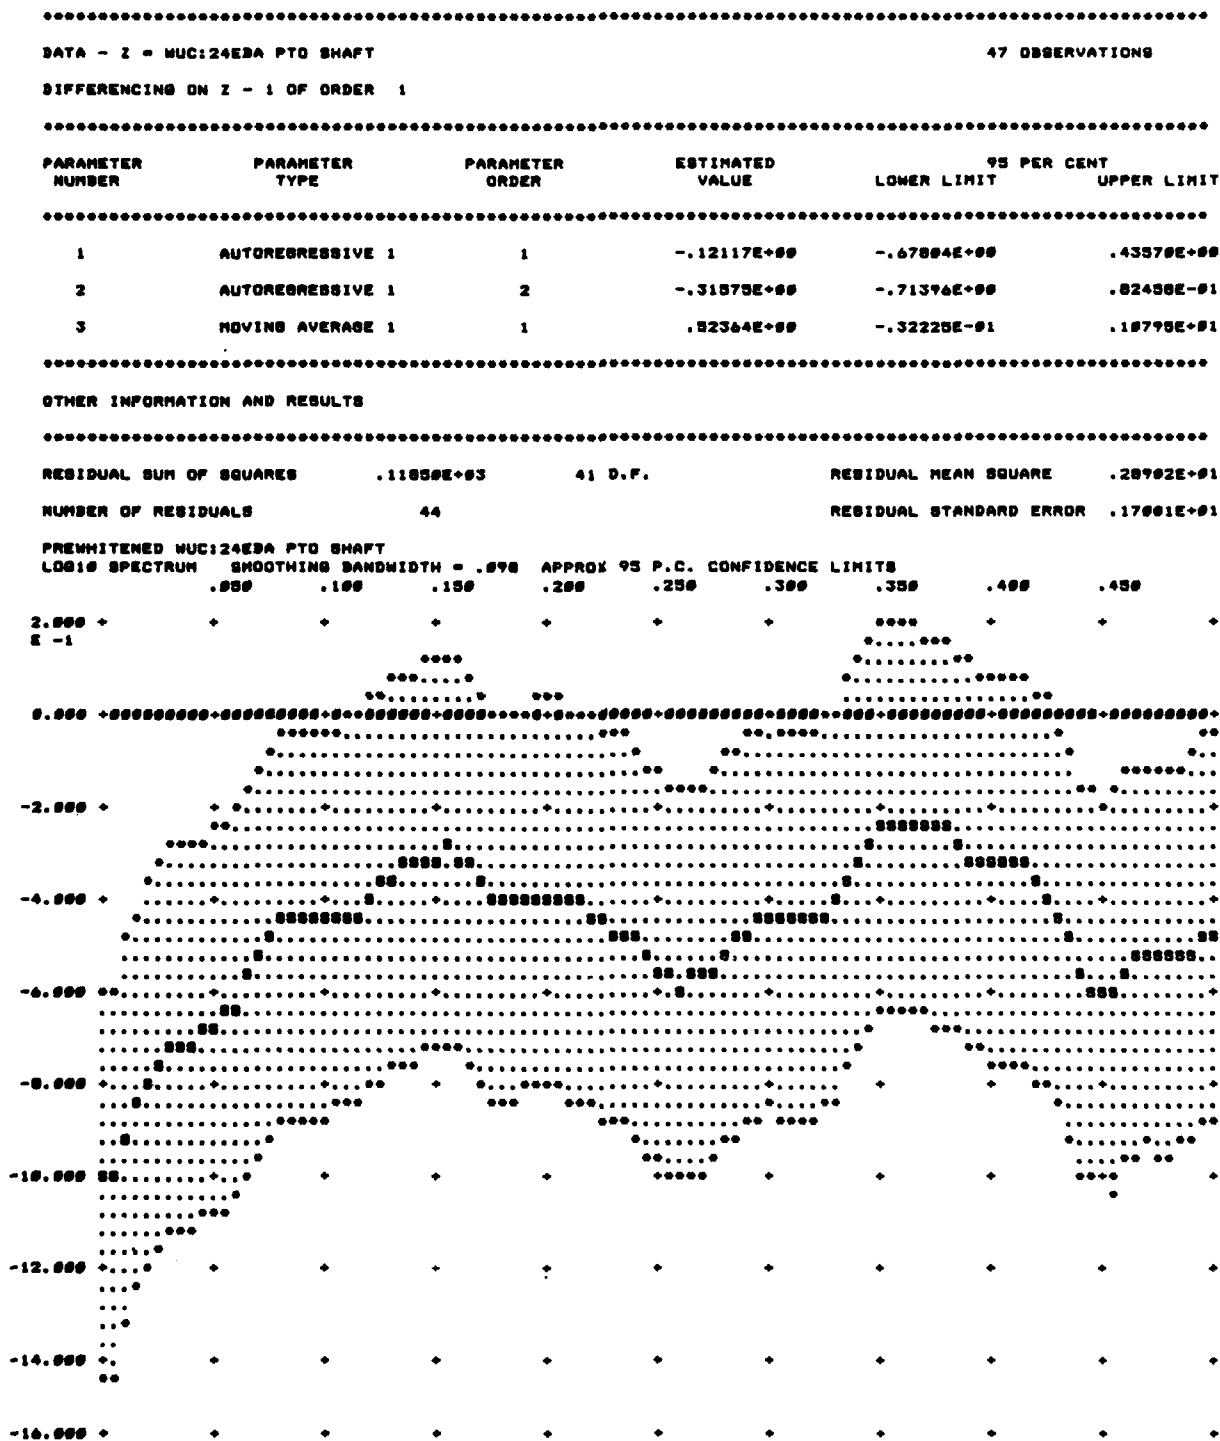 DATA - Z = WUC:24EDA PTO SHAFT 47 OBSERVATIONS
DIFFERENCING ON Z - 1 OF ORDER 1
PARAMETER PARAMETER PARAMETER ESTIMATED 95 PER CENT
NUMBER TYPE ORDER VALUE LOWER LIMIT UPPER LIMIT
1 AUTOREGRESSIVE 1 1 -.12117E+00 -.67804E+00 .43570E+00
2 AUTOREGRESSIVE 1 2 -.31575E+00 -.71396E+00 .82458E-01
3 MOVING AVERAGE 1 1 .52364E+00 -.32225E-01 .10795E+01
OTHER INFORMATION AND RESULTS
RESIDUAL SUM OF SQUARES .11850E+03 41 D.F. RESIDUAL MEAN SQUARE .28902E+01
NUMBER OF RESIDUALS 44 RESIDUAL STANDARD ERROR .17001E+01
PREWHITENED WUC:24EDA PTO SHAFT
LOG10 SPECTRUM SMOOTHING BANDWIDTH = .090 APPROX 95 P.C. CONFIDENCE LIMITS
.050 .100 .150 .200 .250 .300 .350 .400 .450
2.000
E -1
0.000
-2.000
-4.000
-6.000
-8.000
-10.000
-12.000
-14.000
-16.000